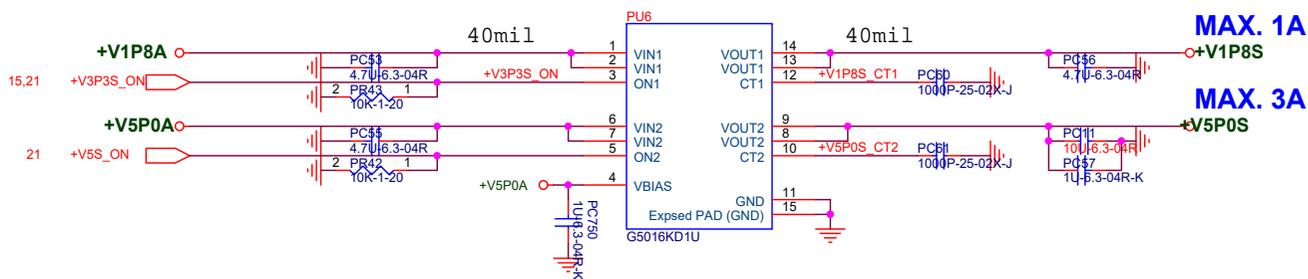 MAX. 1A
PU6
40mil
40mil
+V1P8A
1
VIN1
VOUT1
14
+V1P8S
2
VIN1
VOUT1
13
PC53
4.7U-6.3-04R
PC56
4.7U-6.3-04R
15,21
+V3P3S_ON
+V3P3S_ON
3
ON1
CT1
12
+V1P8S_CT1
PC60
1000P-25-02X-J
2
PR43
1
10K-1-20
MAX. 3A
+V5P0A
6
VIN2
VOUT2
9
+V5P0S
7
VIN2
VOUT2
8
PC55
4.7U-6.3-04R
PC11
10U-6.3-04R
21
+V5S_ON
5
ON2
CT2
10
+V5P0S_CT2
PC61
1000P-25-02X-J
2
PR42
1
10K-1-20
PC57
1U-6.3-04R-K
+V5P0A
4
VBIAS
GND
11
Expsed PAD (GND)
15
PC750
1U-6.3-04R-K
G5016KD1U